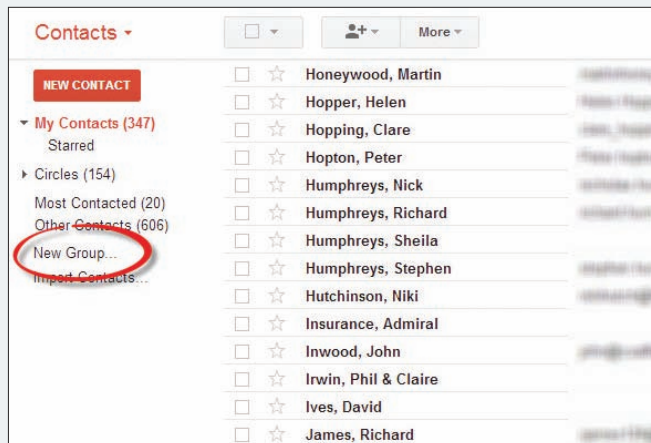 Contacts
More
NEW CONTACT
My Contacts (347)
Starred
Circles (154)
Most Contacted (20)
Other Contacts (606)
New Group...
Import Contacts...
Honeywood, Martin
Hopper, Helen
Hopping, Clare
Hopton, Peter
Humphreys, Nick
Humphreys, Richard
Humphreys, Sheila
Humphreys, Stephen
Hutchinson, Niki
Insurance, Admiral
Inwood, John
Irwin, Phil & Claire
Ives, David
James, Richard